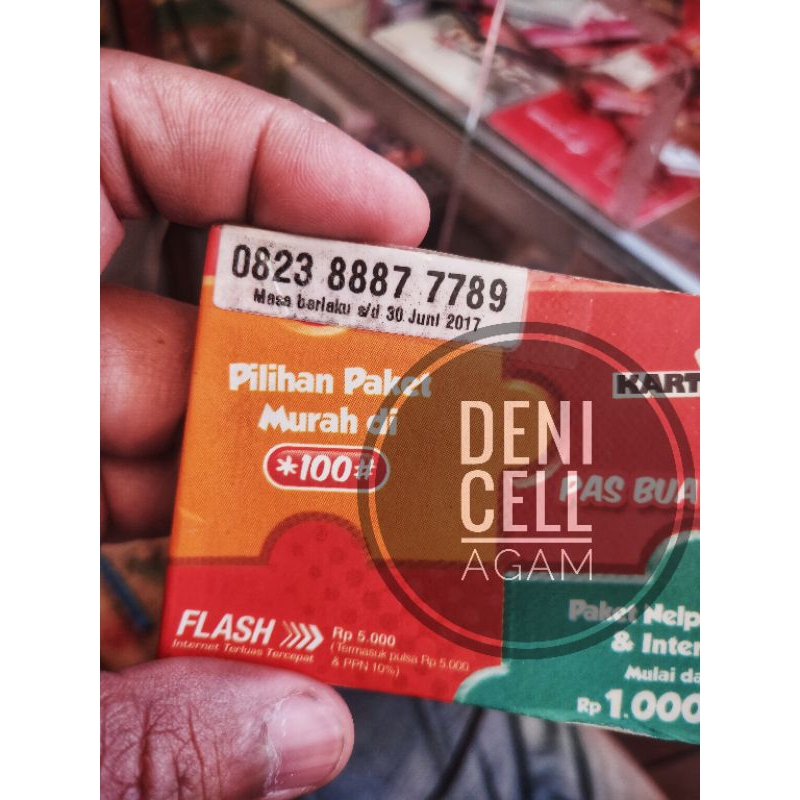 0823 8887 7789
Masa berlaku s/d 30 Juni 2017
Pilihan Paket
Murah di
*100#
KART
PAS BUA
DENI
CELL
AGAM
FLASH
Internet Terluas Tercepat
Rp 5.000
(Termasuk pulsa Rp 5.000
& PPN 10%)
Paket Nelp
& Inter
Mulai da
Rp 1.000